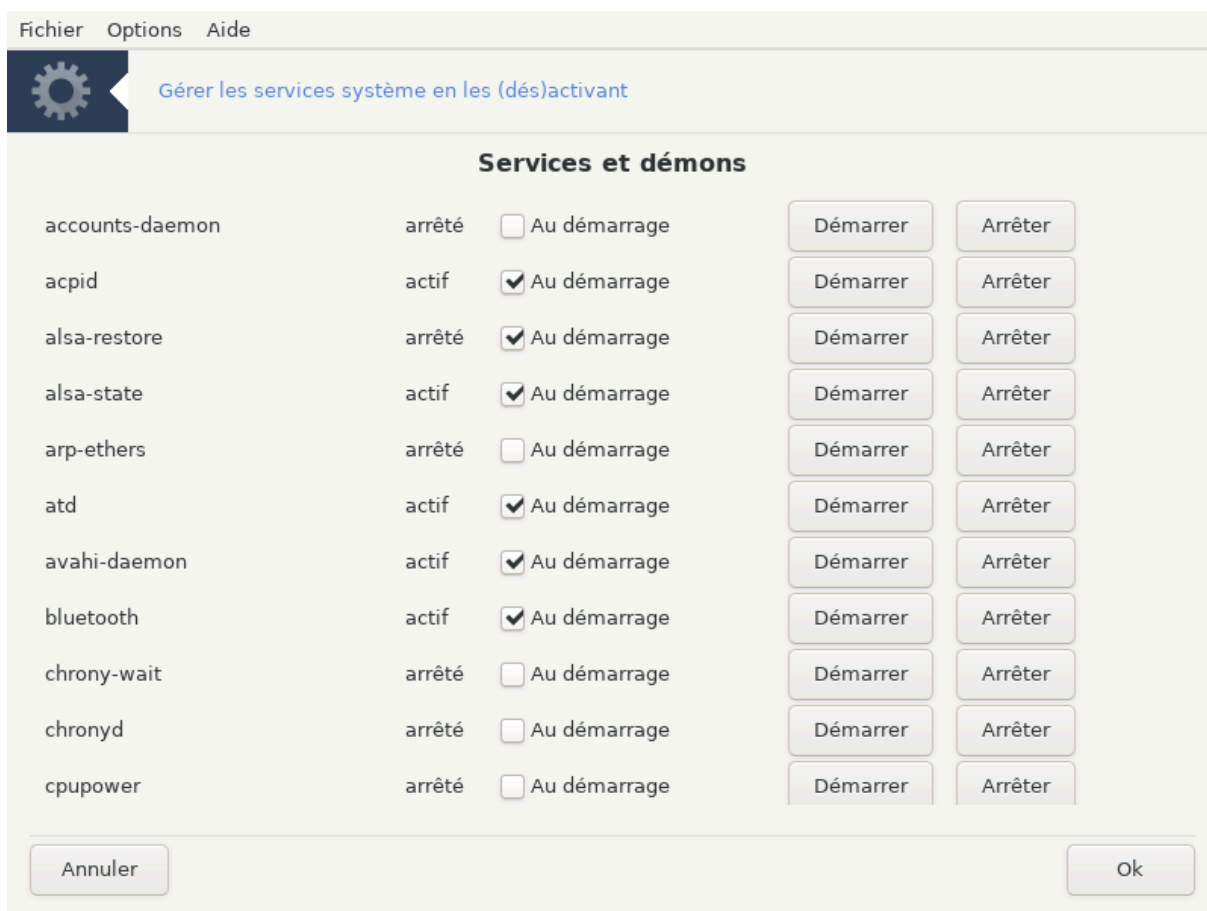 Fichier Options Aide
Gérer les services système en les (dés)activant
Services et démons
accounts-daemon arrêté Au démarrage Démarrer Arrêter
acpid actif Au démarrage Démarrer Arrêter
alsa-restore arrêté Au démarrage Démarrer Arrêter
alsa-state actif Au démarrage Démarrer Arrêter
arp-ethers arrêté Au démarrage Démarrer Arrêter
atd actif Au démarrage Démarrer Arrêter
avahi-daemon actif Au démarrage Démarrer Arrêter
bluetooth actif Au démarrage Démarrer Arrêter
chrony-wait arrêté Au démarrage Démarrer Arrêter
chronyd arrêté Au démarrage Démarrer Arrêter
cpupower arrêté Au démarrage Démarrer Arrêter
Annuler Ok